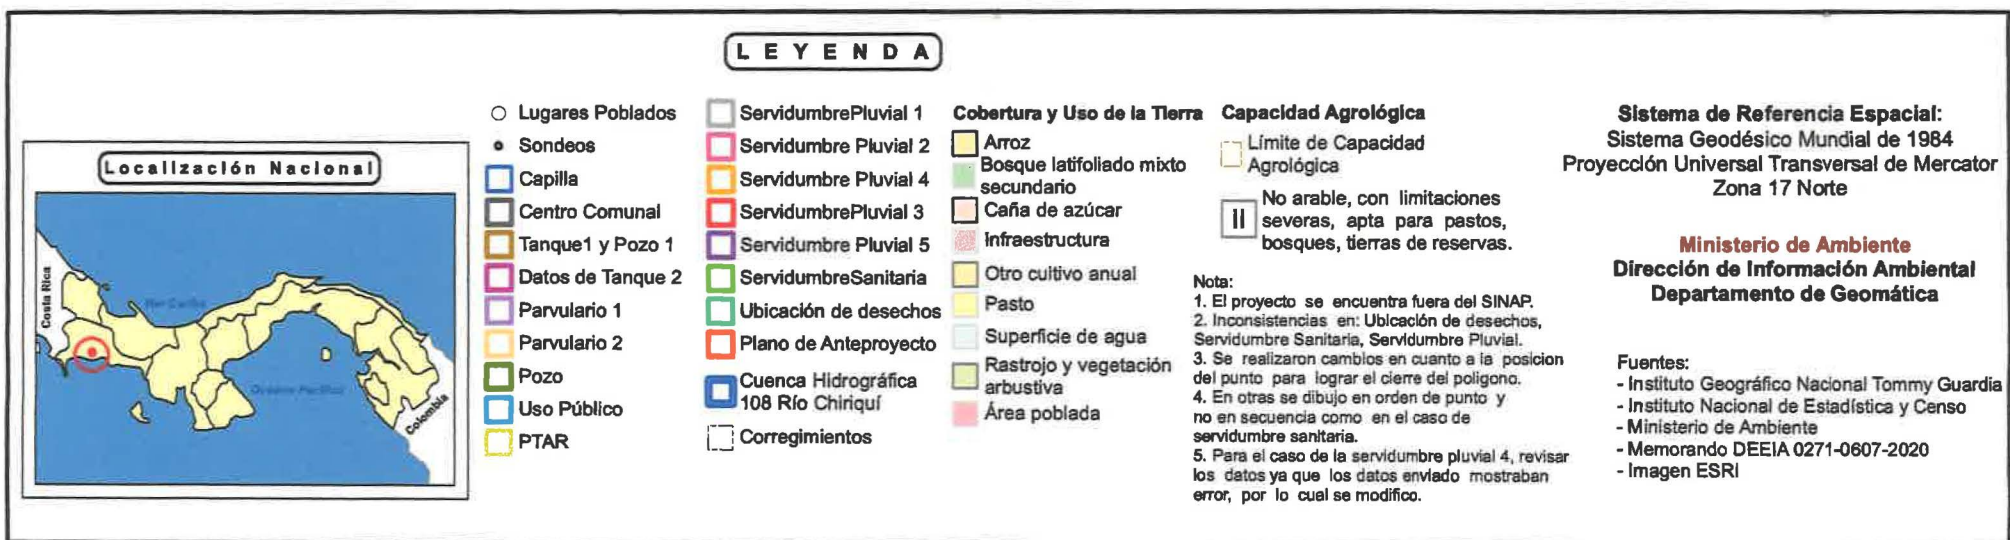 LEYENDA
Localización Nacional
Costa Rica
Mar Caribe
Océano Pacífico
Colombia
Lugares Poblados
Sondeos
Capilla
Centro Comunal
Tanque1 y Pozo 1
Datos de Tanque 2
Parvulario 1
Parvulario 2
Pozo
Uso Público
PTAR
ServidumbrePluvial 1
Servidumbre Pluvial 2
Servidumbre Pluvial 4
ServidumbrePluvial 3
Servidumbre Pluvial 5
ServidumbreSanitaria
Ubicación de desechos
Plano de Anteproyecto
Cuenca Hidrográfica
108 Río Chiriquí
Corregimientos
Cobertura y Uso de la Tierra
Arroz
Bosque latifoliado mixto
secundario
Caña de azúcar
Infraestructura
Otro cultivo anual
Pasto
Superficie de agua
Rastrojo y vegetación
arbustiva
Área poblada
Capacidad Agrológica
Límite de Capacidad
Agrológica
II
No arable, con limitaciones
severas, apta para pastos,
bosques, tierras de reservas.
Nota:
1. El proyecto se encuentra fuera del SINAP.
2. Inconsistencias en: Ubicación de desechos,
Servidumbre Sanitaria, Servidumbre Pluvial.
3. Se realizaron cambios en cuanto a la posicion
del punto para lograr el cierre del poligono.
4. En otras se dibujo en orden de punto y
no en secuencia como en el caso de
servidumbre sanitaria.
5. Para el caso de la servidumbre pluvial 4, revisar
los datos ya que los datos enviado mostraban
error, por lo cual se modifico.
Sistema de Referencia Espacial:
Sistema Geodésico Mundial de 1984
Proyección Universal Transversal de Mercator
Zona 17 Norte
Ministerio de Ambiente
Dirección de Información Ambiental
Departamento de Geomática
Fuentes:
- Instituto Geográfico Nacional Tommy Guardia
- Instituto Nacional de Estadística y Censo
- Ministerio de Ambiente
- Memorando DEEIA 0271-0607-2020
- Imagen ESRI